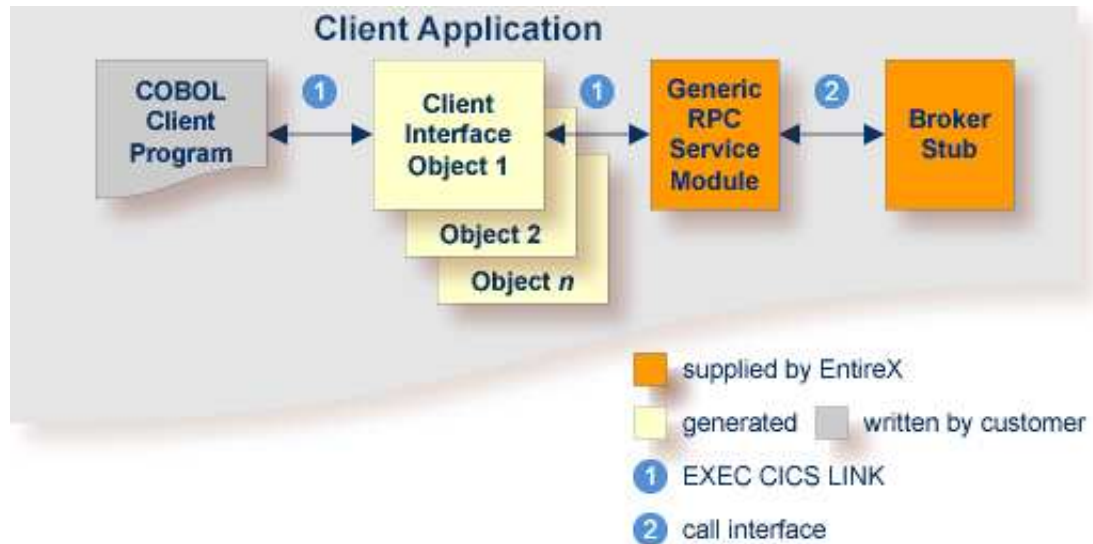 Client Application
COBOL
Client
Program
1
Client
Interface
Object 1
Object 2
Object n
1
Generic
RPC
Service
Module
2
Broker
Stub
supplied by EntireX
generated
written by customer
1 EXEC CICS LINK
2 call interface